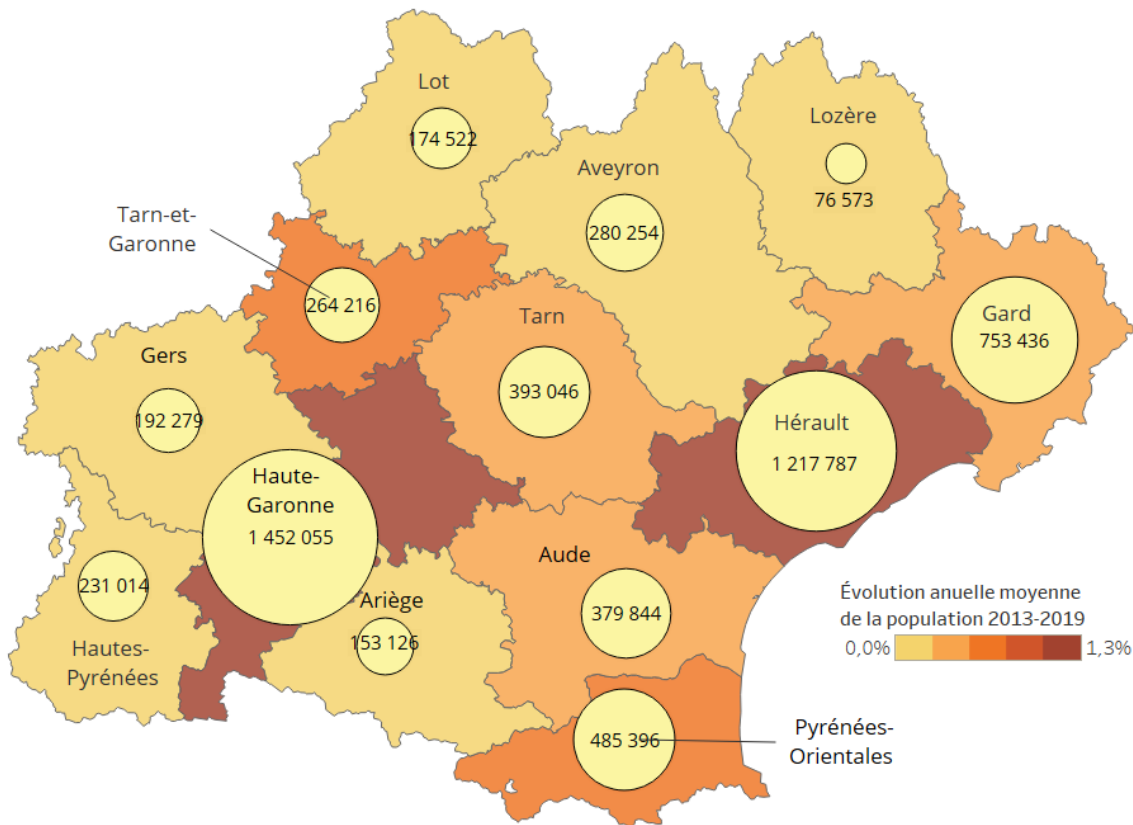 Lot
174 522
Lozère
76 573
Aveyron
280 254
Tarn-et-
Garonne
264 216
Tarn
393 046
Gard
753 436
Gers
192 279
Hérault
1 217 787
Haute-
Garonne
1 452 055
Aude
379 844
231 014
Hautes-
Pyrénées
Ariège
153 126
Évolution anuelle moyenne
de la population 2013-2019
0,0%
1,3%
485 396
Pyrénées-
Orientales